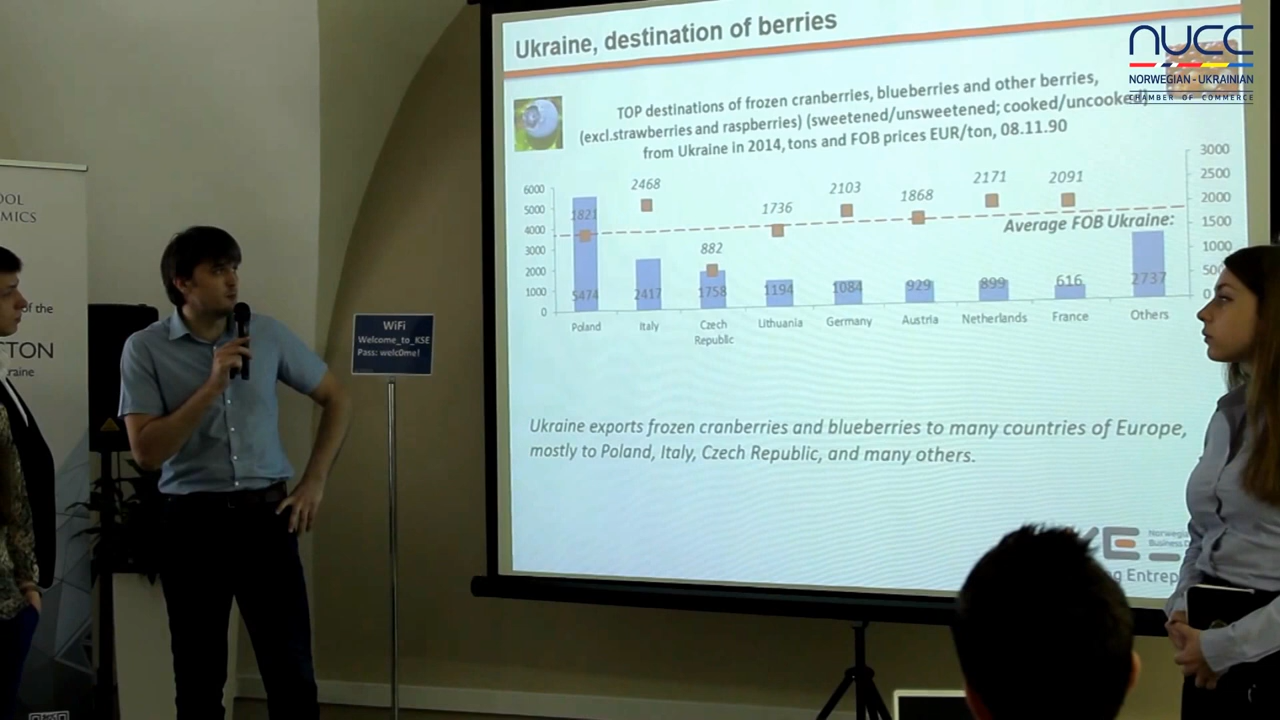 Ukraine, destination of berries
NUCC
NORWEGIAN - UKRAINIAN
CHAMBER OF COMMERCE
TOP destinations of frozen cranberries, blueberries and other berries,
(excl.strawberries and raspberries) (sweetened/unsweetened; cooked/uncooked)
from Ukraine in 2014, tons and FOB prices EUR/ton, 08.11.90
6000
5000
4000
3000
2000
1000
0
3000
2500
2000
1500
1000
500
0
1821
2468
882
1736
2103
1868
2171
2091
Average FOB Ukraine:
5474
2417
1758
1194
1084
929
899
616
2737
Poland
Italy
Czech
Republic
Lithuania
Germany
Austria
Netherlands
France
Others
Ukraine exports frozen cranberries and blueberries to many countries of Europe,
mostly to Poland, Italy, Czech Republic, and many others.
WiFi
Welcome_to_KSE
Pass: welc0me!
of the